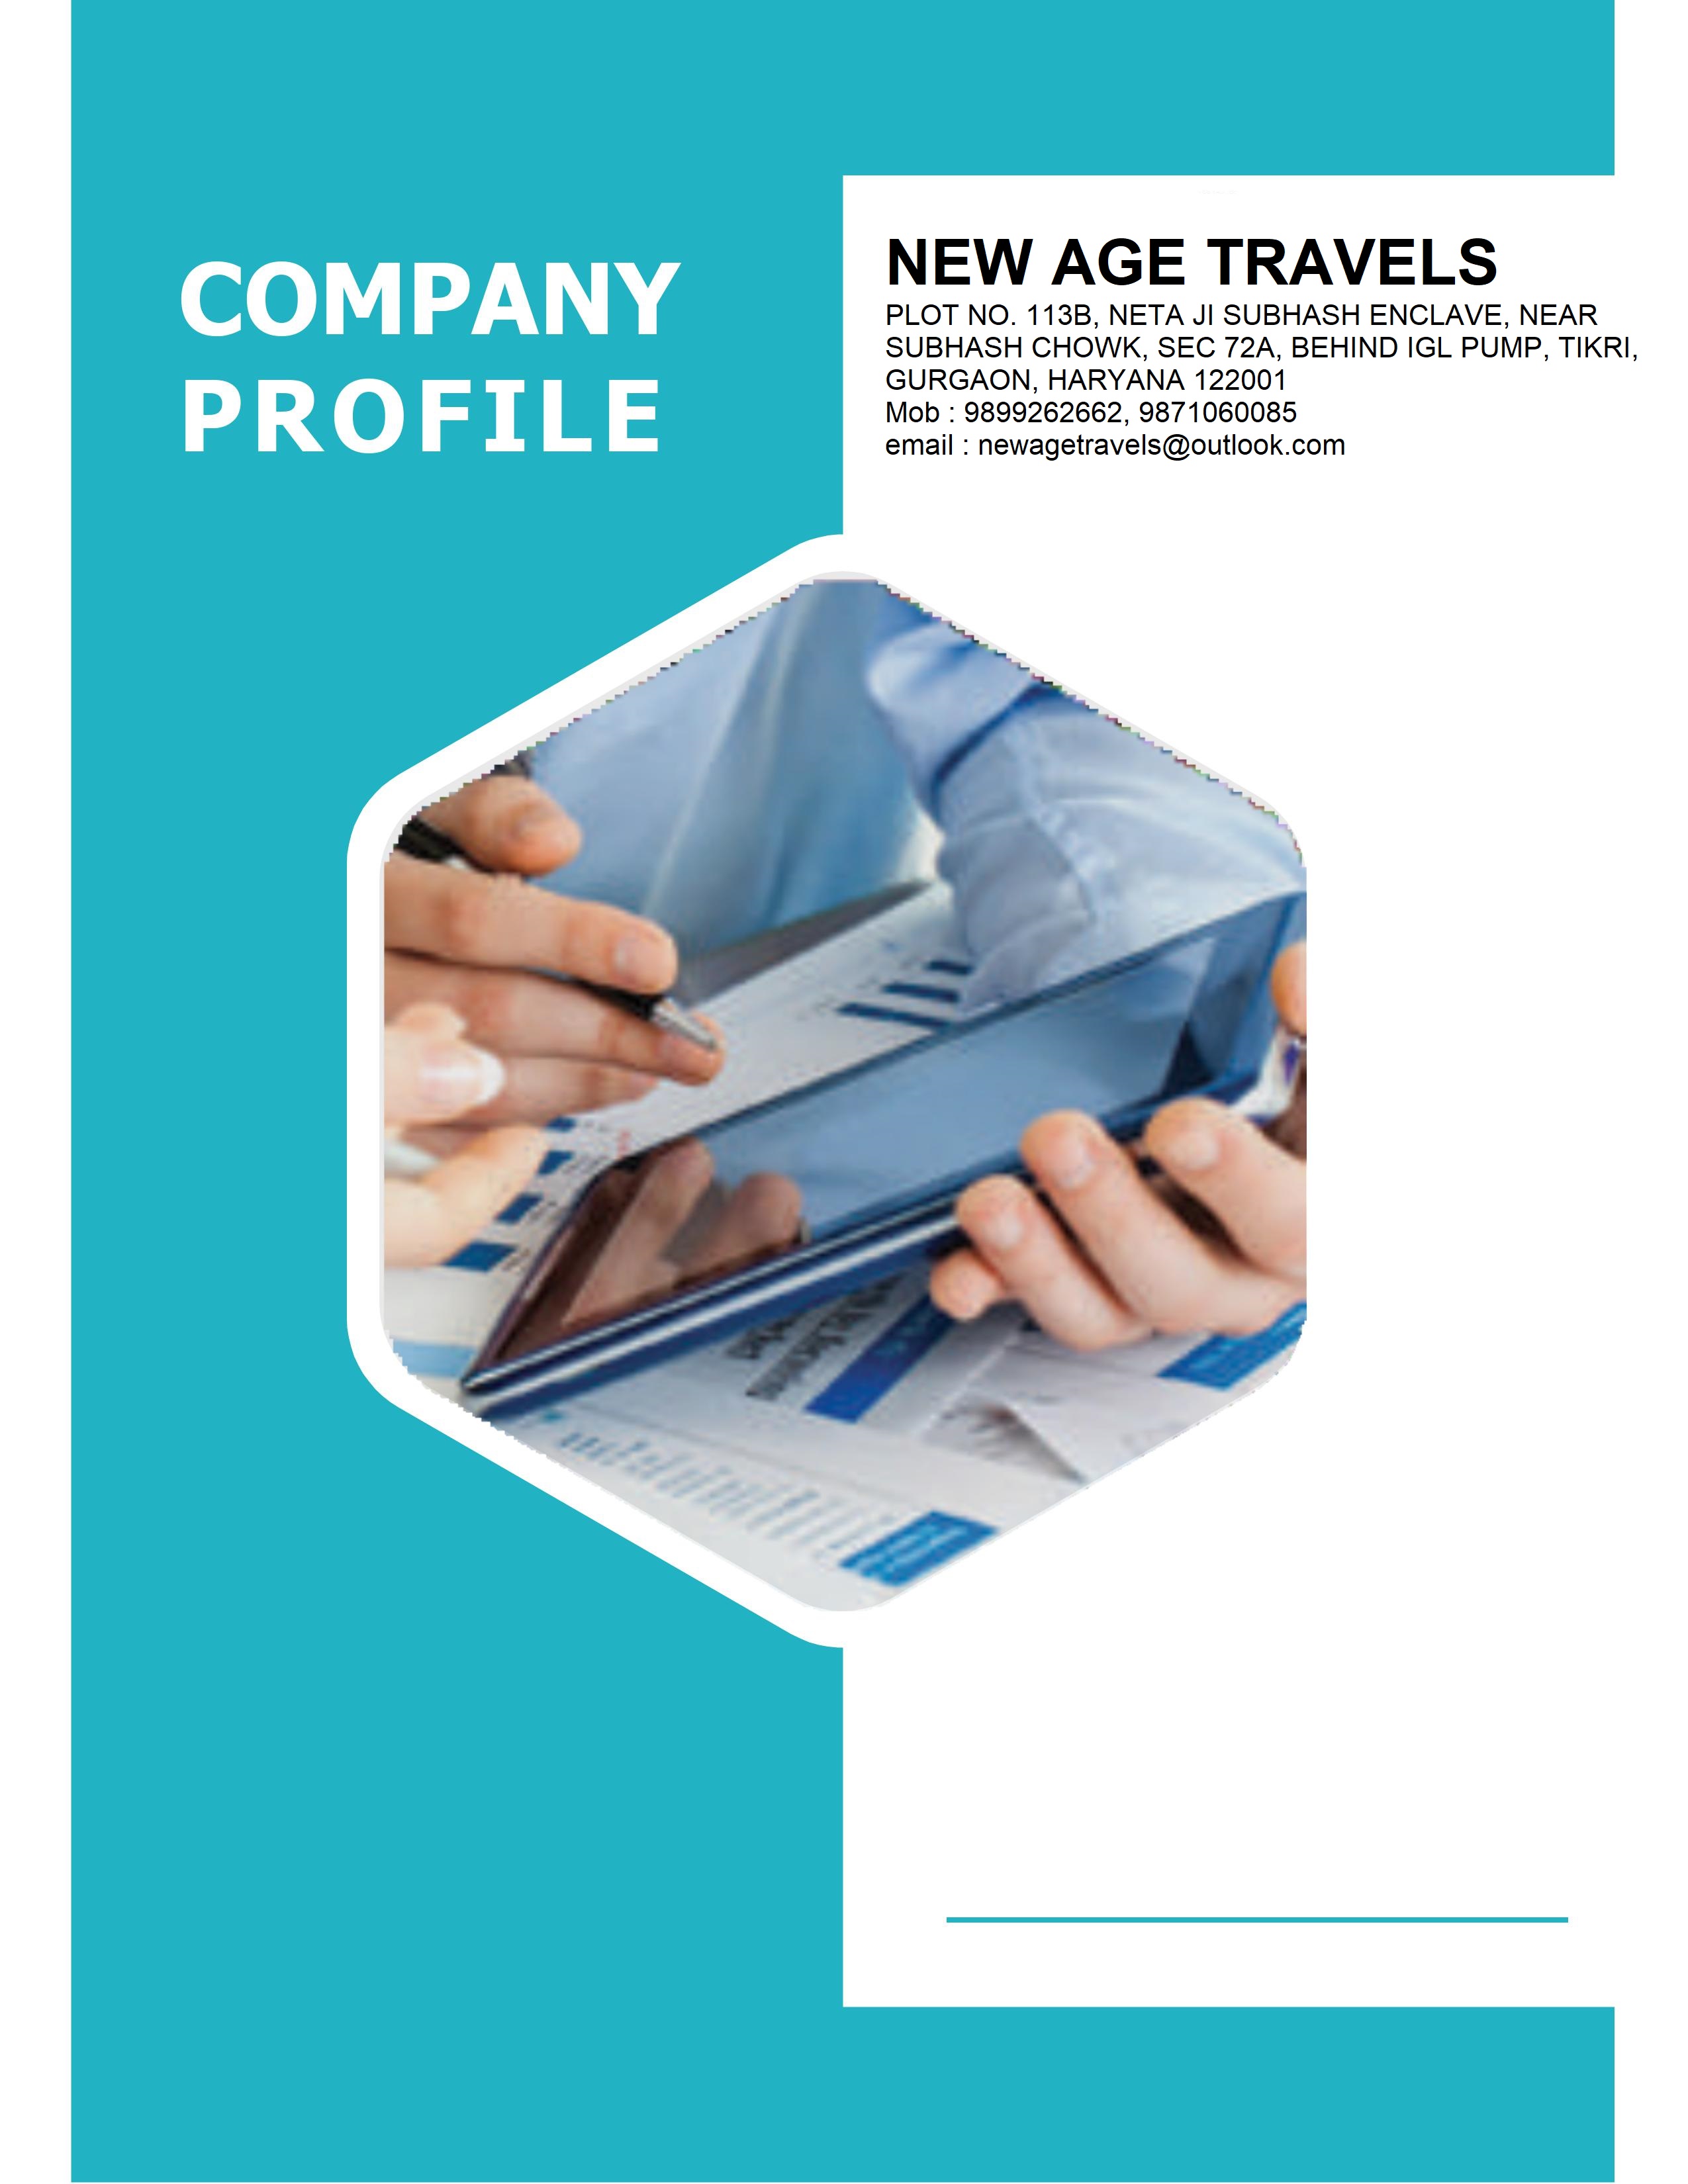 COMPANY
PROFILE
NEW AGE TRAVELS
PLOT NO. 113B, NETA JI SUBHASH ENCLAVE, NEAR
SUBHASH CHOWK, SEC 72A, BEHIND IGL PUMP, TIKRI,
GURGAON, HARYANA 122001
Mob : 9899262662, 9871060085
email : newagetravels@outlook.com